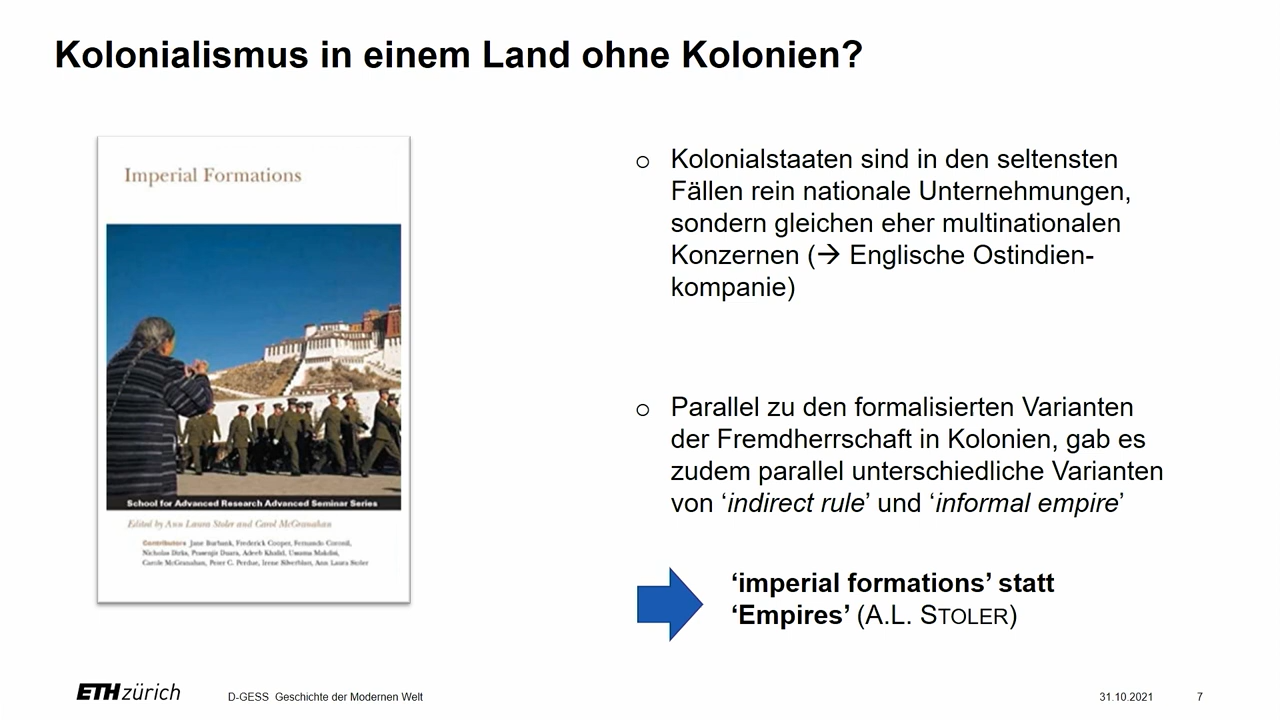 Kolonialismus in einem Land ohne Kolonien?
Imperial Formations
School for Advanced Research Advanced Seminar Series
Edited by Ann Laura Stoler and Carol McGranahan
Contributors Jane Burbank, Frederick Cooper, Fernando Coronil,
Nicholas Dirks, Prasenjit Duara, Adeeb Khalid, Ussama Makdisi,
Carole McGranahan, Peter C. Perdue, Irene Silverblatt, Ann Laura Stoler
o Kolonialstaaten sind in den seltensten
Fällen rein nationale Unternehmungen,
sondern gleichen eher multinationalen
Konzernen (→ Englische Ostindien-
kompanie)
o Parallel zu den formalisierten Varianten
der Fremdherrschaft in Kolonien, gab es
zudem parallel unterschiedliche Varianten
von ‘indirect rule’ und ‘informal empire’
‘imperial formations’ statt
‘Empires’ (A.L. STOLER)
ETH zürich
D-GESS Geschichte der Modernen Welt
31.10.2021
7